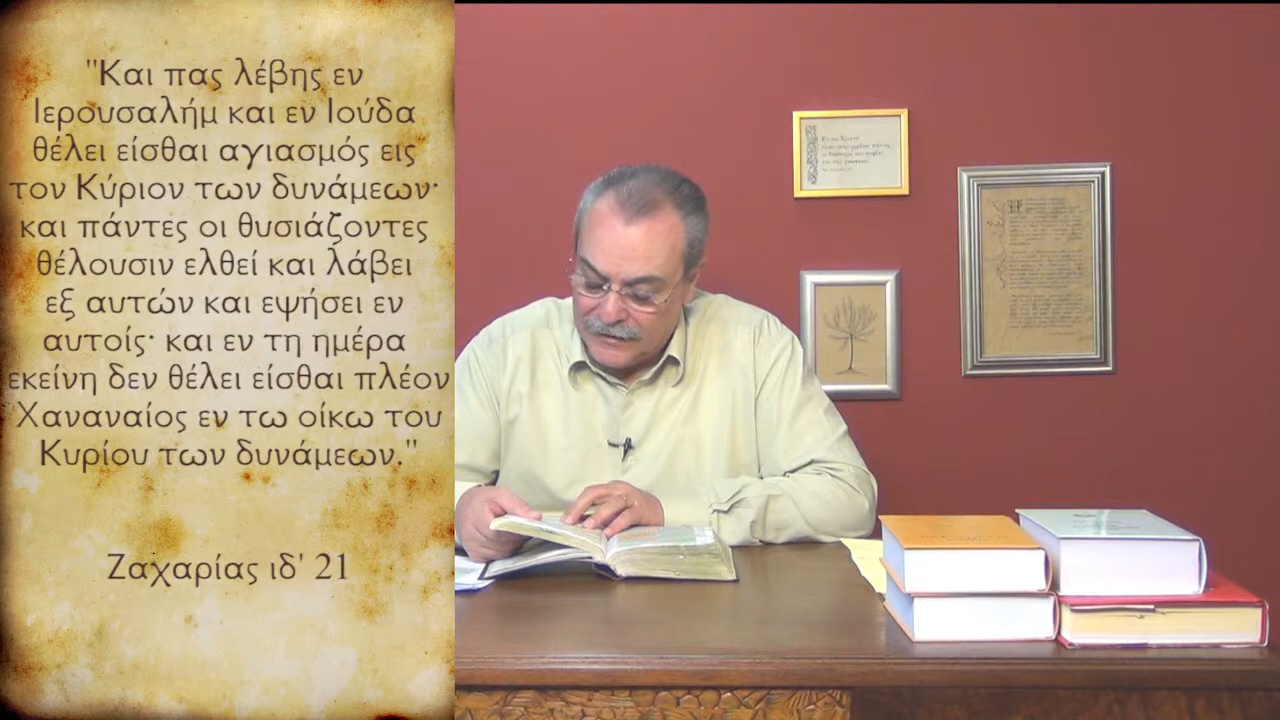 "Και πας λέβης εν
Ιερουσαλήμ και εν Ιούδα
θέλει είσθαι αγιασμός εις
τον Κύριον των δυνάμεων·
και πάντες οι θυσιάζοντες
θέλουσιν ελθεί και λάβει
εξ αυτών και εψήσει εν
αυτοίς· και εν τη ημέρα
εκείνη δεν θέλει είσθαι πλέον
Χαναναίος εν τω οίκω του
Κυρίου των δυνάμεων."
Ζαχαρίας ιδ' 21